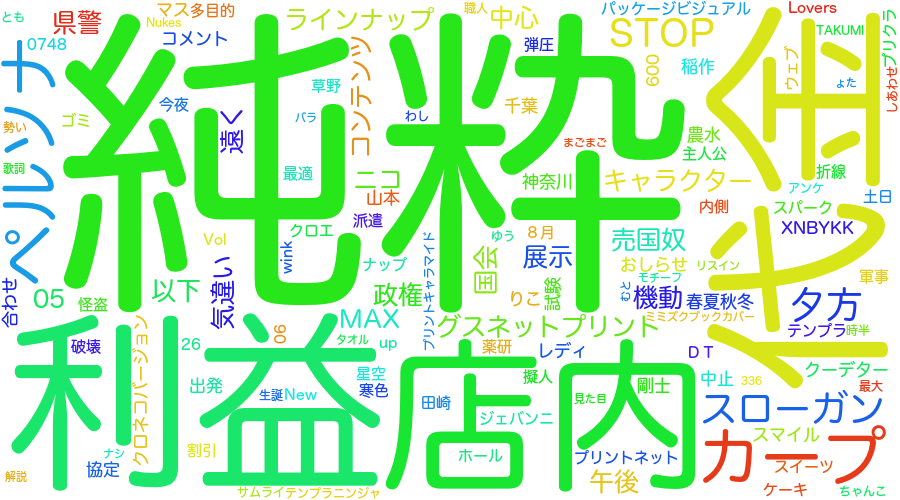 純粋
金
代
利益
店内
ペルソナ
カープ
スローガン
STOP
ラインナップ
中心
パッケージビジュアル
職人
Lovers
TAKUMI
プリクラ
しあわせ
マス
多目的
Nukes
とも
県警
0748
コメント
弾圧
600
稲作
ウェブ
ょた
勢い
ゴミ
今夜
草野
バラ
コンテンツ
遠く
わし
千葉
まごまご
農水
主人公
折線
歌詞
最適
ニコ
山本
神奈川
キャラクター
アンケ
土日
内側
スパーク
派遣
クロエ
ゆう
8月
売国奴
XNBYKK
Vol
wink
ナップ
国会
展示
おしらせ
リスイン
モチーフ
軍事
合わせ
05
怪盗
以下
気違い
政権
プリントキャラマイド
りこ
試験
むと
機動
春夏秋冬
夕方
MAX
グスネットプリント
ミミズクブックカバー
テンプラ
時半
破壊
クロネコバージョン
26
06
タオル
up
薬研
レディ
DT
クーデター
出発
生誕
New
星空
寒色
擬人
剛士
中止
336
最大
田崎
ジェバンニ
見た目
割引
スマイル
ナシ
協定
ホール
プリントネット
スイーツ
解説
サムライテンプラニンジャ
午後
ケーキ
ちゃんこ